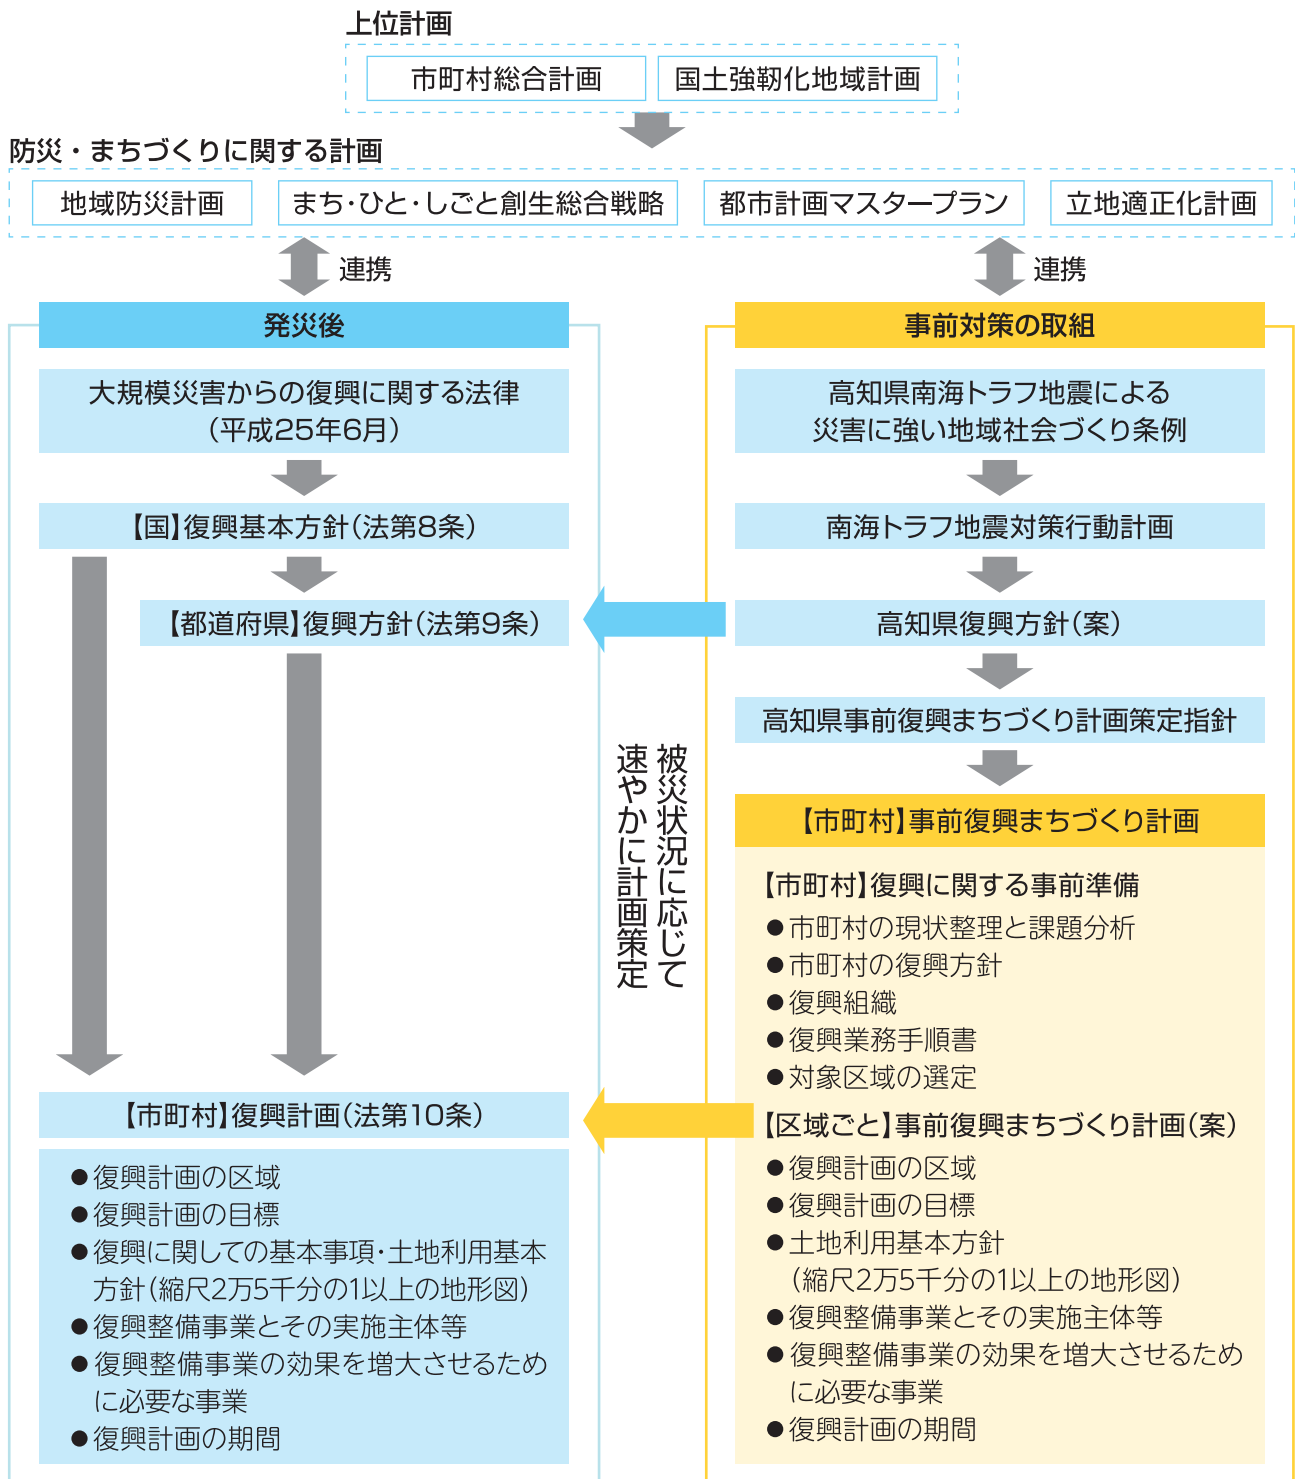 上位計画
市町村総合計画
国土強靭化地域計画
防災・まちづくりに関する計画
地域防災計画
まち・ひと・しごと創生総合戦略
都市計画マスタープラン
立地適正化計画
連携
連携
発災後
大規模災害からの復興に関する法律
（平成25年6月）
【国】復興基本方針（法第8条）
【都道府県】復興方針（法第9条）
【市町村】復興計画（法第10条）
●復興計画の区域
●復興計画の目標
●復興に関しての基本事項・土地利用基本
方針（縮尺2万5千分の1以上の地形図）
●復興整備事業とその実施主体等
●復興整備事業の効果を増大させるため
に必要な事業
●復興計画の期間
被災状況に応じて
速やかに計画策定
事前対策の取組
高知県南海トラフ地震による
災害に強い地域社会づくり条例
南海トラフ地震対策行動計画
高知県復興方針（案）
高知県事前復興まちづくり計画策定指針
【市町村】事前復興まちづくり計画
【市町村】復興に関する事前準備
●市町村の現状整理と課題分析
●市町村の復興方針
●復興組織
●復興業務手順書
●対象区域の選定
【区域ごと】事前復興まちづくり計画（案）
●復興計画の区域
●復興計画の目標
●土地利用基本方針
（縮尺2万5千分の1以上の地形図）
●復興整備事業とその実施主体等
●復興整備事業の効果を増大させるため
に必要な事業
●復興計画の期間